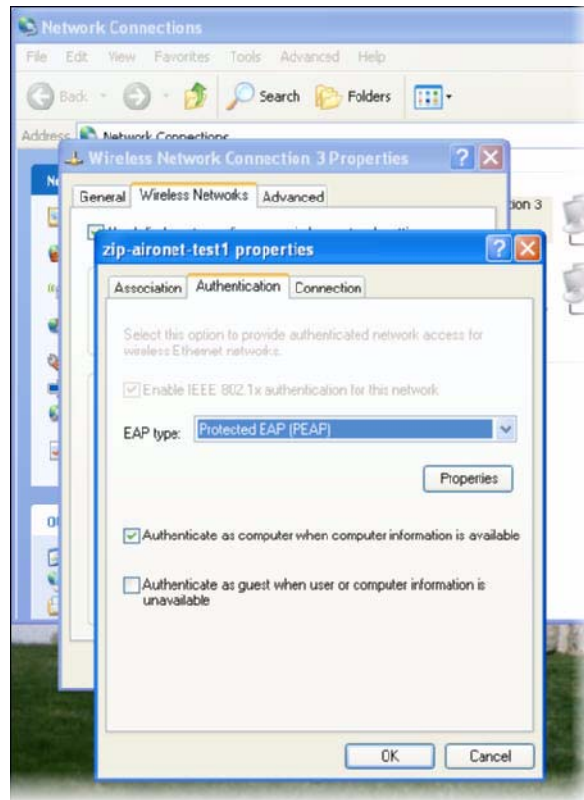 Network Connections
File Edit View Favorites Tools Advanced Help
Back Search Folders
Address Network Connections
Wireless Network Connection 3 Properties
General Wireless Networks Advanced
ion 3
zip-aironet-test1 properties
Association Authentication Connection
Select this option to provide authenticated network access for
wireless Ethernet networks.
Enable IEEE 802.1x authentication for this network
EAP type: Protected EAP (PEAP)
Properties
Authenticate as computer when computer information is available
Authenticate as guest when user or computer information is
unavailable
OK Cancel